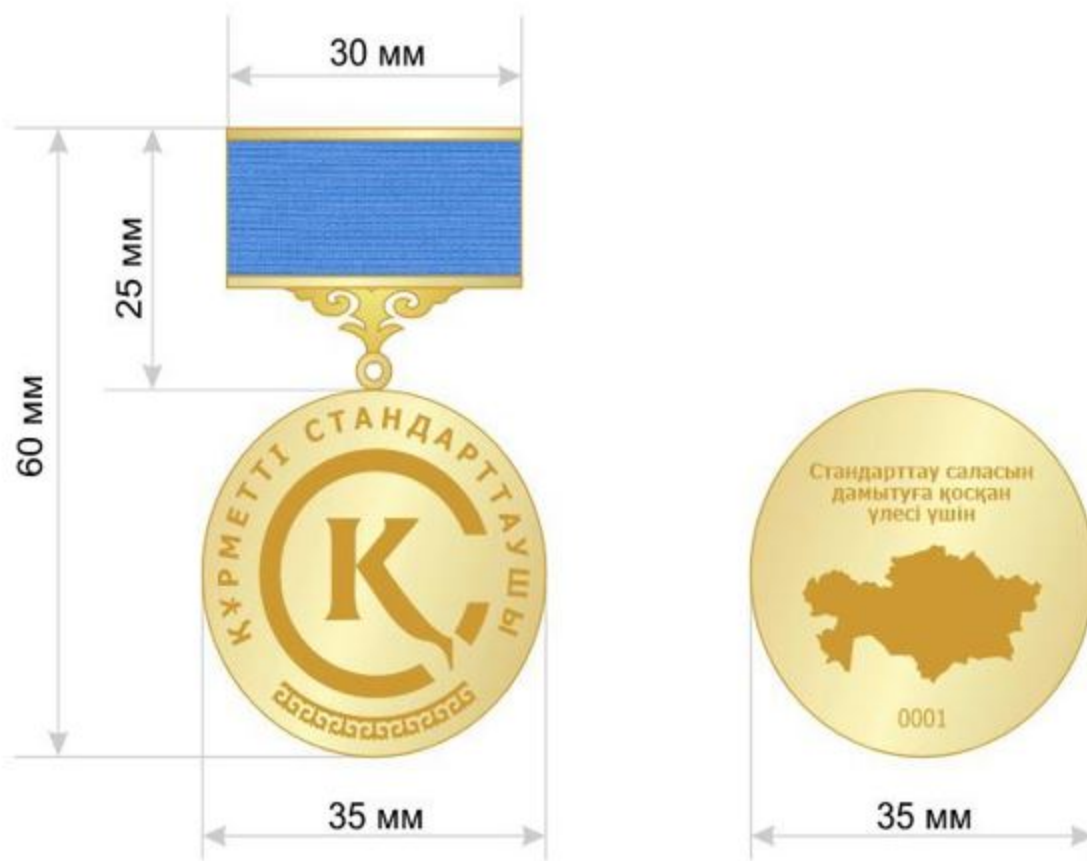 30 мм
25 мм
60 мм
ҚҰРМЕТТІ СТАНДАРТТАУШЫ
Қ
Стандарттау саласын
дамытуға қосқан
үлесі үшін
0001
35 мм
35 мм